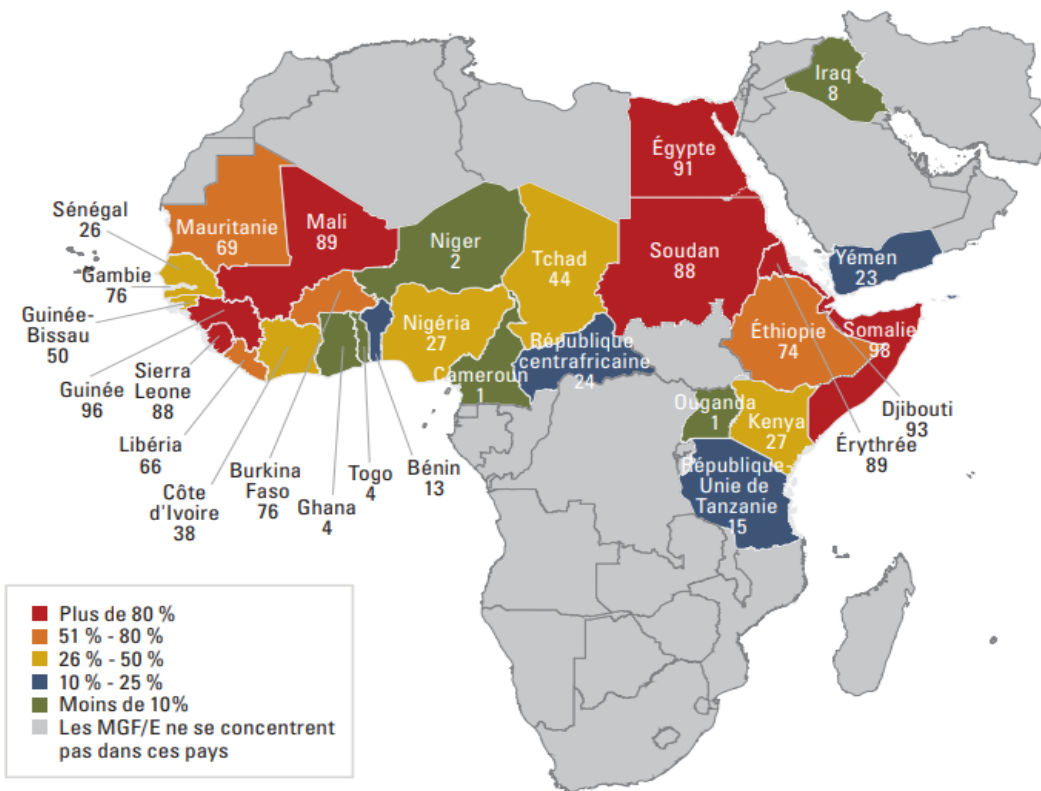 Iraq
8
Égypte
91
Sénégal
26
Mauritanie
69
Mali
89
Niger
2
Tchad
44
Soudan
88
Yémen
23
Gambie
76
Guinée-
Bissau
50
Nigéria
27
Éthiopie
74
Somalie
98
Guinée
96
Sierra
Leone
88
République
centrafricaine
24
Cameroun
1
Ouganda
1
Kenya
27
Djibouti
93
Érythrée
89
Libéria
66
Côte
d'Ivoire
38
Burkina
Faso
76
Ghana
4
Togo
4
Bénin
13
République-
Unie de
Tanzanie
15
Plus de 80 %
51 % - 80 %
26 % - 50 %
10 % - 25 %
Moins de 10%
Les MGF/E ne se concentrent
pas dans ces pays